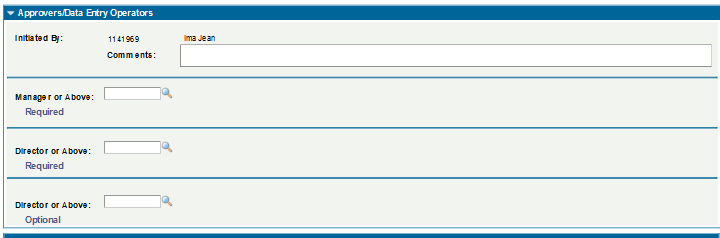 Approvers/Data Entry Operators
Initiated By: 1141969 Ima Jean
Comments:
Manager or Above:
Required
Director or Above:
Required
Director or Above:
Optional